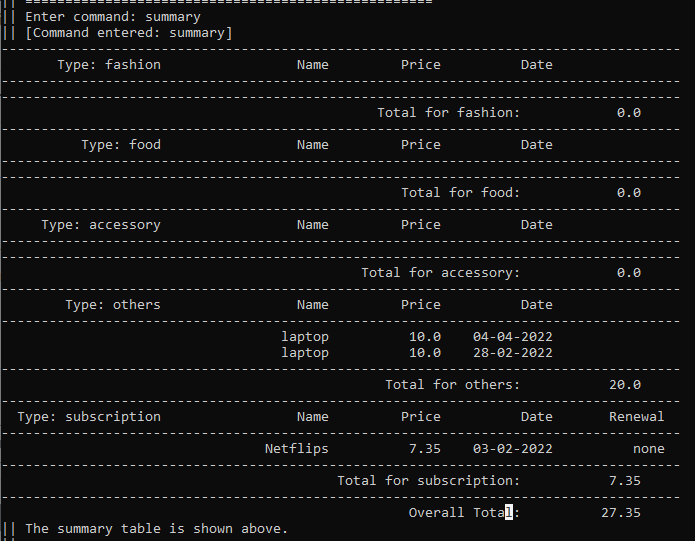 || ===================================================
|| Enter command: summary
|| [Command entered: summary]
-------------------------------------------------------------------------------------
Type: fashion Name Price Date
-------------------------------------------------------------------------------------
-------------------------------------------------------------------------------------
Total for fashion: 0.0
-------------------------------------------------------------------------------------
Type: food Name Price Date
-------------------------------------------------------------------------------------
-------------------------------------------------------------------------------------
Total for food: 0.0
-------------------------------------------------------------------------------------
Type: accessory Name Price Date
-------------------------------------------------------------------------------------
-------------------------------------------------------------------------------------
Total for accessory: 0.0
-------------------------------------------------------------------------------------
Type: others Name Price Date
-------------------------------------------------------------------------------------
laptop 10.0 04-04-2022
laptop 10.0 28-02-2022
-------------------------------------------------------------------------------------
Total for others: 20.0
-------------------------------------------------------------------------------------
Type: subscription Name Price Date Renewal
-------------------------------------------------------------------------------------
Netflips 7.35 03-02-2022 none
-------------------------------------------------------------------------------------
Total for subscription: 7.35
-------------------------------------------------------------------------------------
Overall Total: 27.35
|| The summary table is shown above.